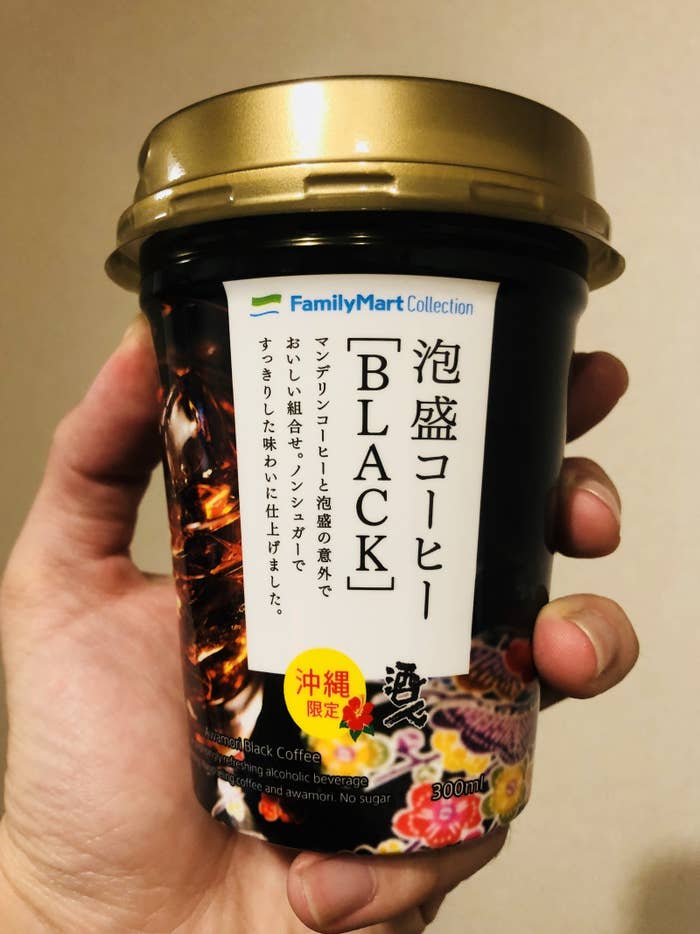 FamilyMart Collection
泡盛コーヒー
[BLACK]
マンデリンコーヒーと泡盛の意外で
おいしい組合せ。ノンシュガーで
すっきりした味わいに仕上げました。
沖縄
限定
酒
Awamori Black Coffee
refreshing alcoholic beverage
coffee and awamori. No sugar
300ml